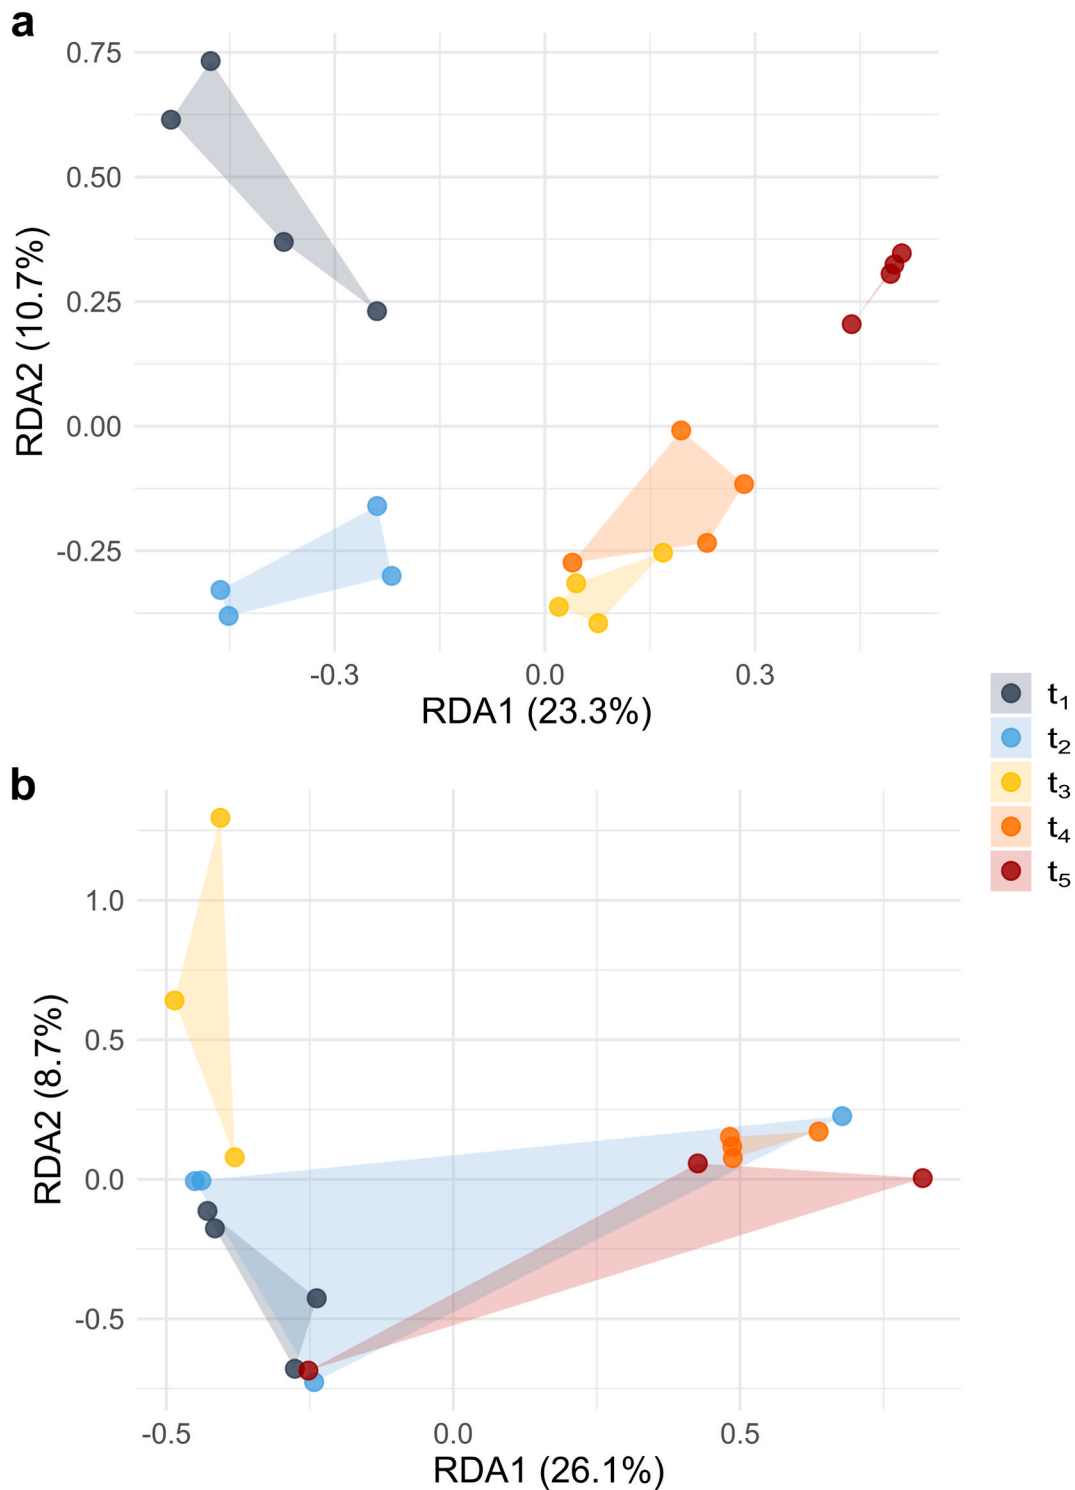 a
0.75
0.50
0.25
0.00
-0.25
RDA2 (10.7%)
-0.3 0.0 0.3
RDA1 (23.3%)
t₁
t₂
t₃
t₄
t₅
b
1.0
0.5
0.0
-0.5
RDA2 (8.7%)
-0.5 0.0 0.5
RDA1 (26.1%)